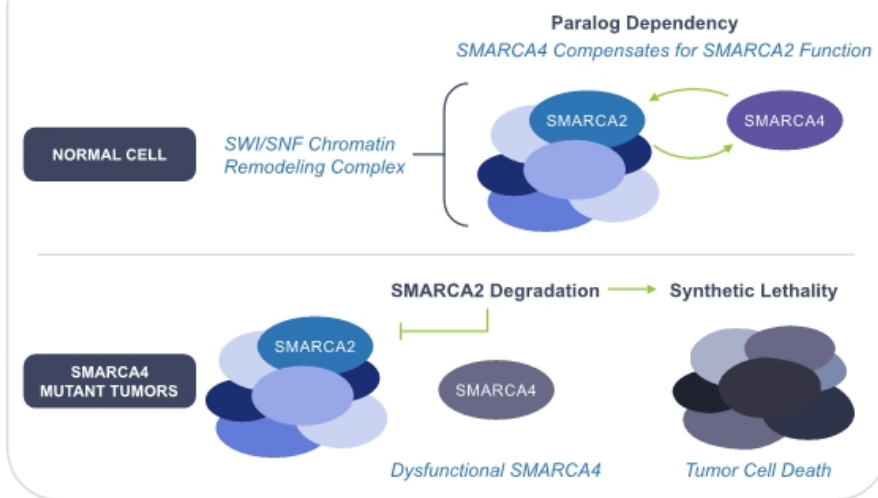 Paralog Dependency
SMARCA4 Compensates for SMARCA2 Function
SMARCA2
SMARCA4
NORMAL CELL
SWI/SNF Chromatin
Remodeling Complex
SMARCA2 Degradation
Synthetic Lethality
SMARCA2
SMARCA4
MUTANT TUMORS
SMARCA4
Dysfunctional SMARCA4
Tumor Cell Death